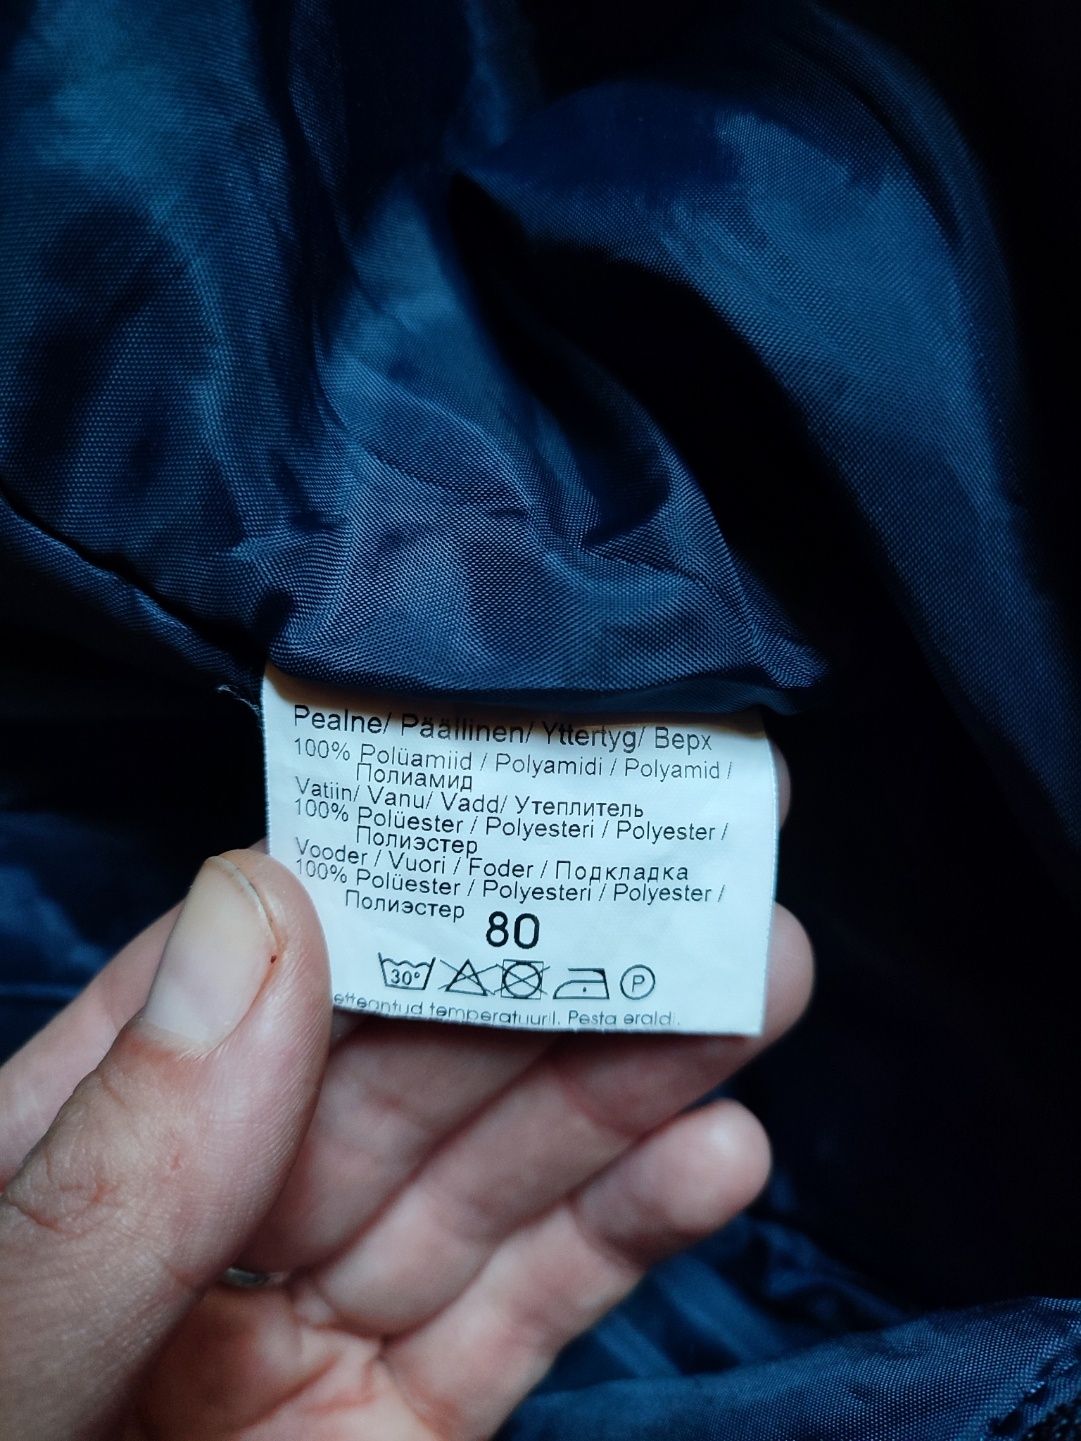 Pealne/ Päällinen/ Yttertyg/ Верх
100% Polüamiid / Polyamidi / Polyamid /
Полиамид
Vatiin/ Vanu/ Vadd/ Утеплитель
100% Polüester / Polyesteri / Polyester /
Полиэстер
Vooder / Vuori / Foder / Подкладка
100% Polüester / Polyesteri / Polyester /
Полиэстер 80
30° P
temperatuuril. Pesta eraldi.